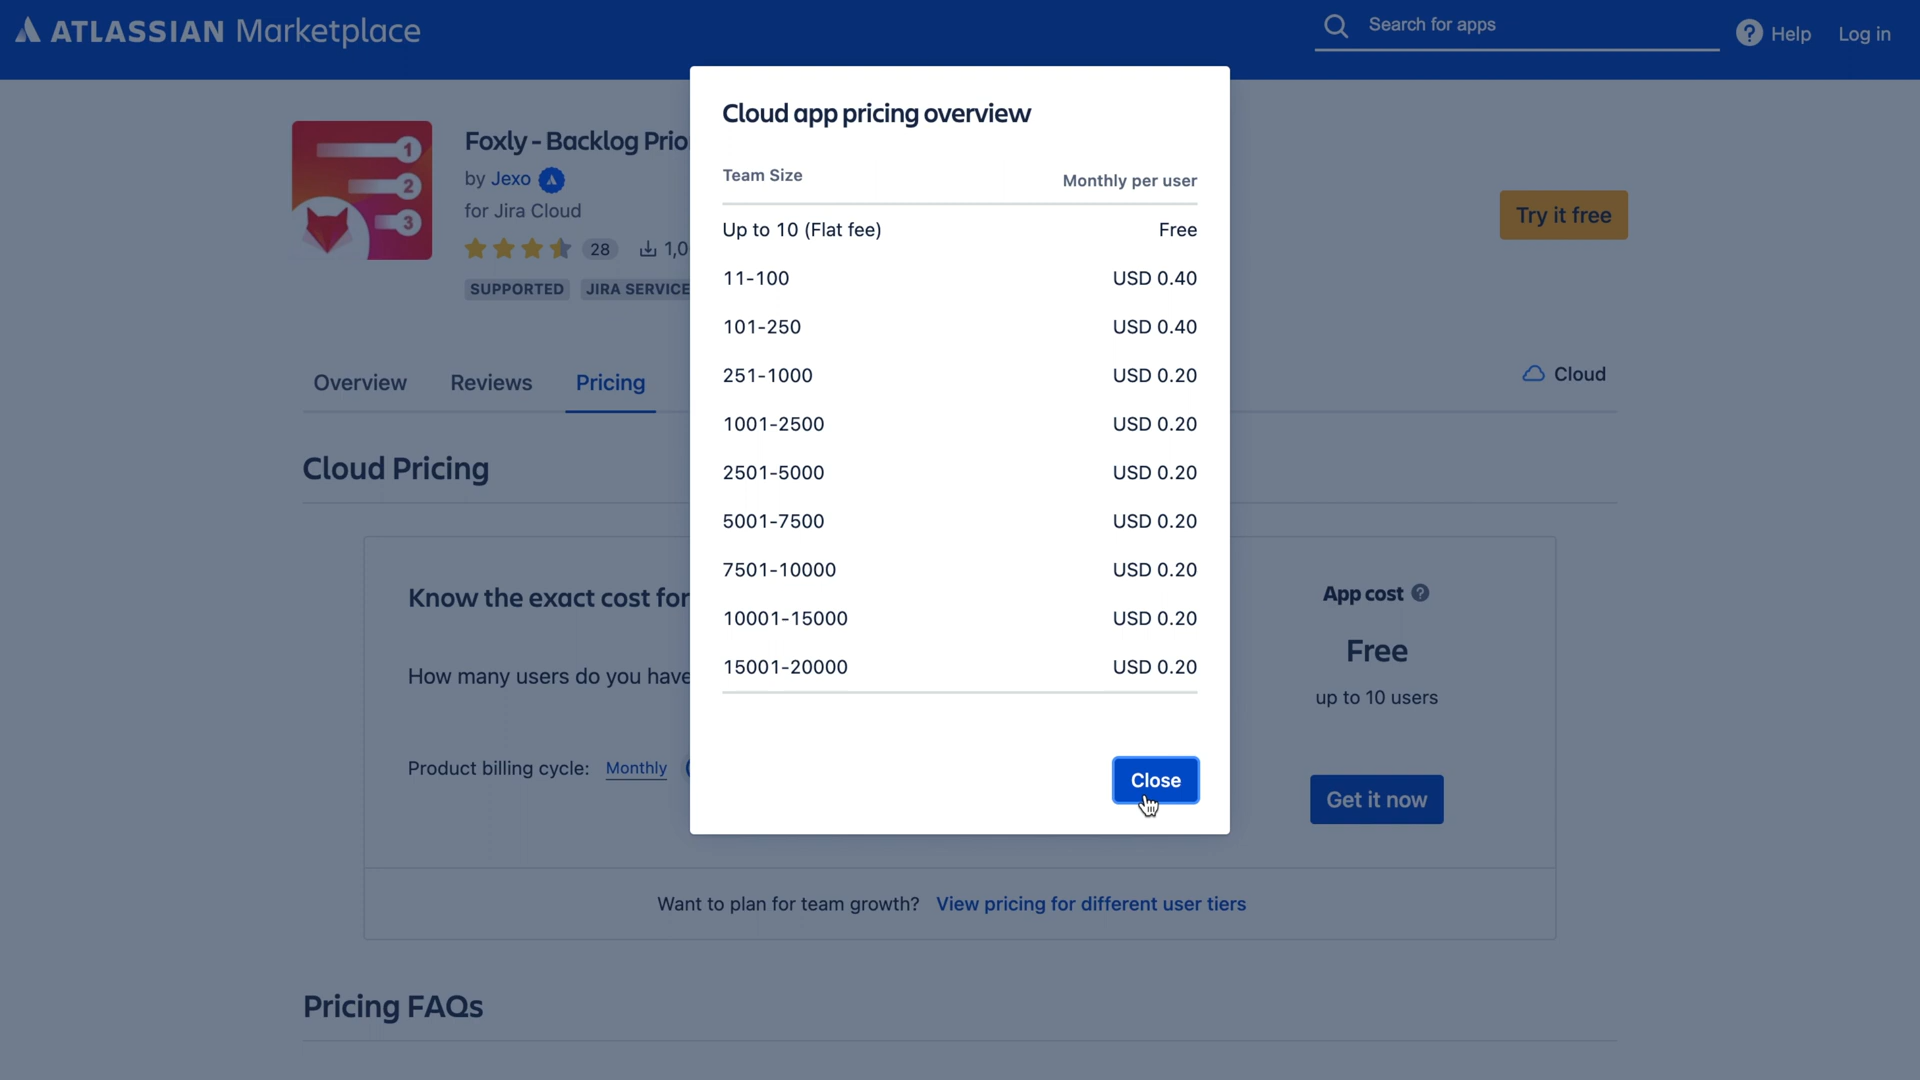 ATLASSIAN Marketplace
Search for apps
Help
Log in
Cloud app pricing overview
Team Size Monthly per user
Up to 10 (Flat fee) Free
11-100 USD 0.40
101-250 USD 0.40
251-1000 USD 0.20
1001-2500 USD 0.20
2501-5000 USD 0.20
5001-7500 USD 0.20
7501-10000 USD 0.20
10001-15000 USD 0.20
15001-20000 USD 0.20
Close
1
2
3
Foxly - Backlog
by Jexo
for Jira Cloud
28
SUPPORTED JIRA SERVICE
Try it free
Overview Reviews Pricing
Cloud
Cloud Pricing
Know the exact cost for
How many users do you have
Product billing cycle: Monthly
App cost ?
Free
up to 10 users
Get it now
Want to plan for team growth? View pricing for different user tiers
Pricing FAQs